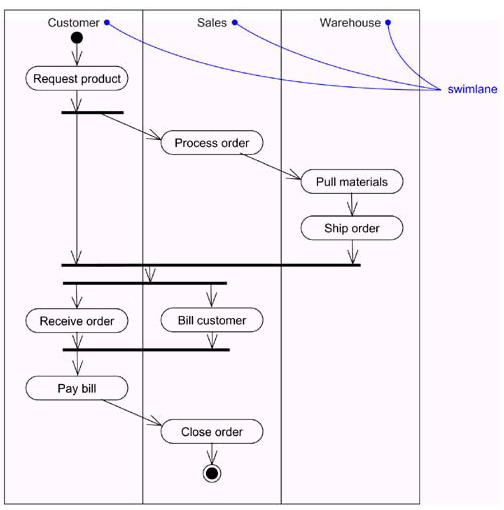 Customer
Sales
Warehouse
swimlane
Request product
Process order
Pull materials
Ship order
Receive order
Bill customer
Pay bill
Close order